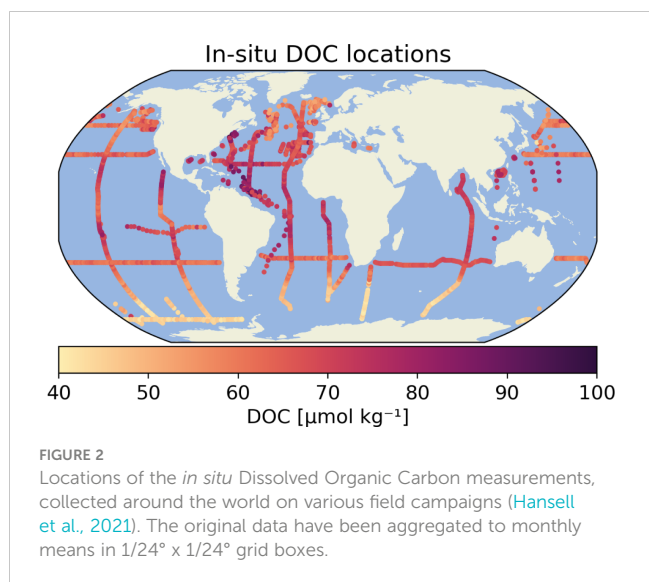 In-situ DOC locations
40 50 60 70 80 90 100
DOC [μmol kg⁻¹]
FIGURE 2
Locations of the in situ Dissolved Organic Carbon measurements,
collected around the world on various field campaigns (Hansell
et al., 2021). The original data have been aggregated to monthly
means in 1/24° x 1/24° grid boxes.